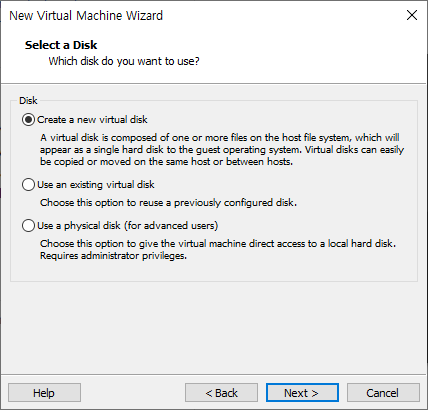 New Virtual Machine Wizard
Select a Disk
Which disk do you want to use?
Disk
Create a new virtual disk
A virtual disk is composed of one or more files on the host file system, which will
appear as a single hard disk to the guest operating system. Virtual disks can easily
be copied or moved on the same host or between hosts.
Use an existing virtual disk
Choose this option to reuse a previously configured disk.
Use a physical disk (for advanced users)
Choose this option to give the virtual machine direct access to a local hard disk.
Requires administrator privileges.
Help
< Back
Next >
Cancel